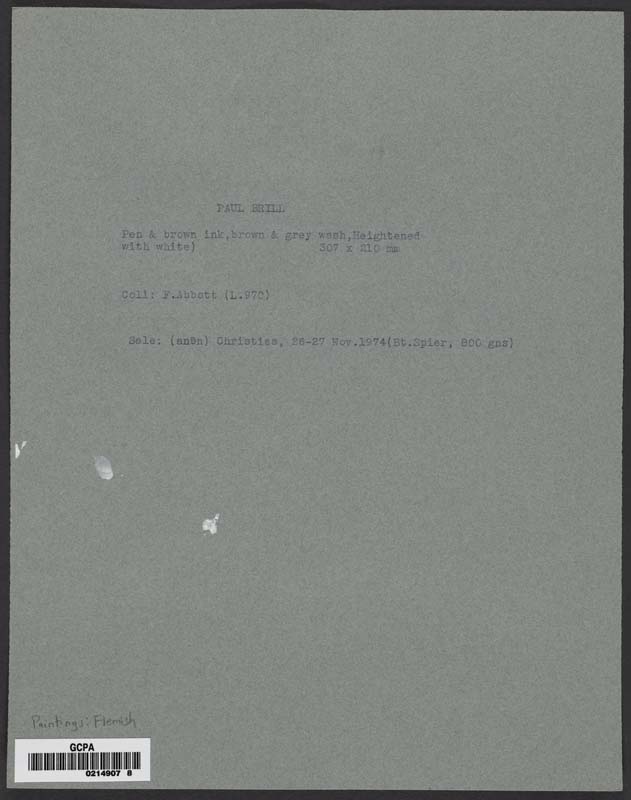 PAUL BRILL
Pen & brown ink,brown & grey wash,Heightened
with white) 307 x 210 mm
Coll: F.Abbott (L.970)
Sale: (anon) Christies, 26-27 Nov.1974(Bt.Spier, 800 gns)
Paintings: Flemish
GCPA
0214907 8